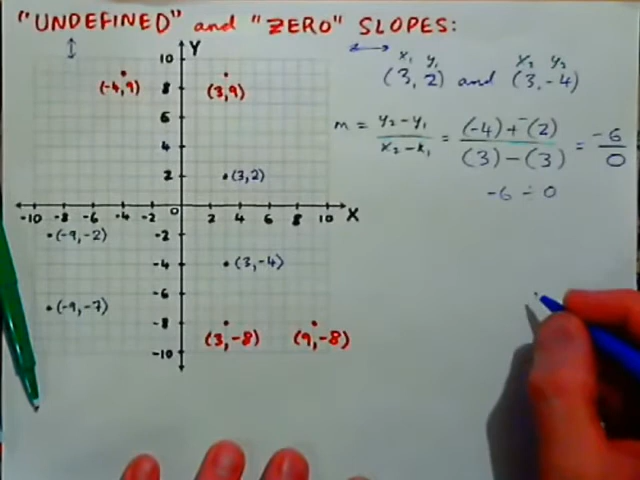 "UNDEFINED" and "ZERO" SLOPES:
x₁ y₁ x₂ y₂
(3, 2) and (3, -4)
m = y₂ - y₁ / x₂ - x₁ = (-4) + -(2) / (3) - (3) = -6 / 0
-6 ÷ 0
Y
10
8
6
4
2
0
-2
-4
-6
-8
-10
-10 -8 -6 -4 -2 2 4 6 8 10 X
(-4,9) (3,9)
(3,2)
(-9,-2)
(3,-4)
(-9,-7)
(3,-8) (9,-8)